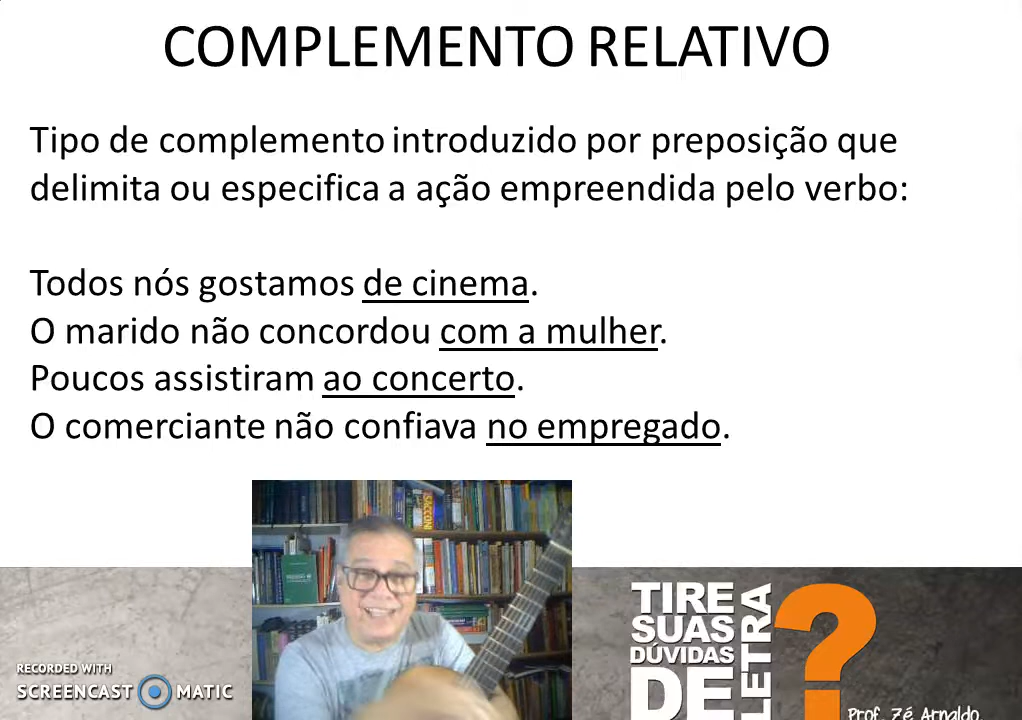 COMPLEMENTO RELATIVO
Tipo de complemento introduzido por preposição que
delimita ou especifica a ação empreendida pelo verbo:
Todos nós gostamos de cinema.
O marido não concordou com a mulher.
Poucos assistiram ao concerto.
O comerciante não confiava no empregado.
SACCONI
RECORDED WITH
SCREENCAST MATIC
TIRE
SUAS
DÚVIDAS
DE
LETRA
?
Prof. Zé Arnaldo